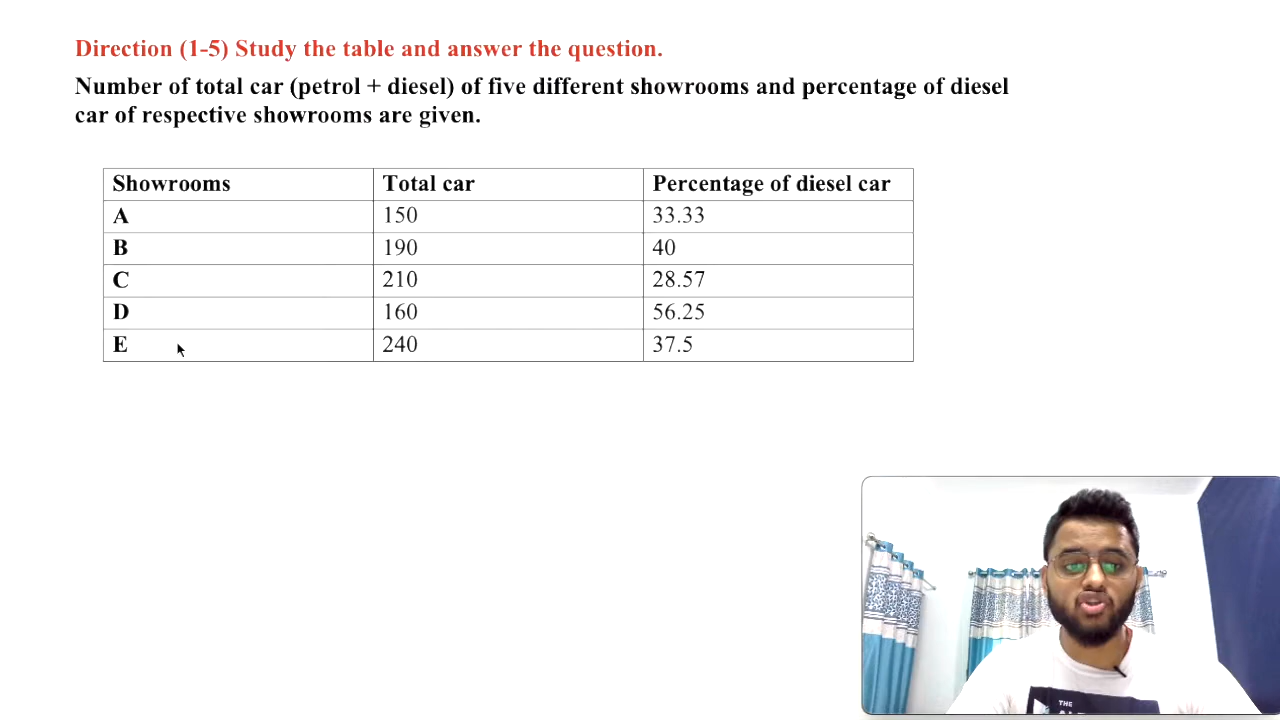 Direction (1-5) Study the table and answer the question.
Number of total car (petrol + diesel) of five different showrooms and percentage of diesel
car of respective showrooms are given.
Showrooms Total car Percentage of diesel car
A 150 33.33
B 190 40
C 210 28.57
D 160 56.25
E 240 37.5
THE